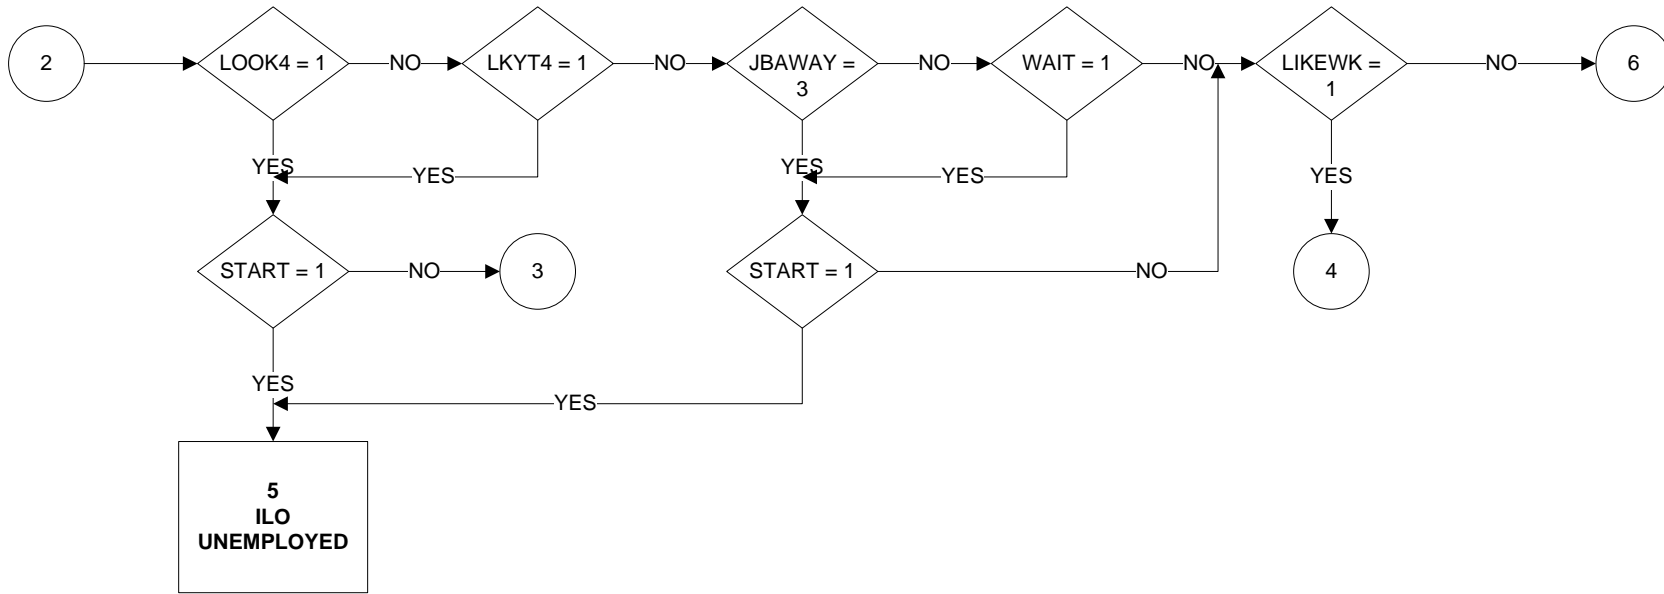 2
LOOK4 = 1
NO
LKYT4 = 1
NO
JBAWAY =
3
NO
WAIT = 1
NO
LIKEWK =
1
NO
6
YES
YES
YES
YES
YES
START = 1
NO
3
START = 1
NO
4
YES
YES
5
ILO
UNEMPLOYED